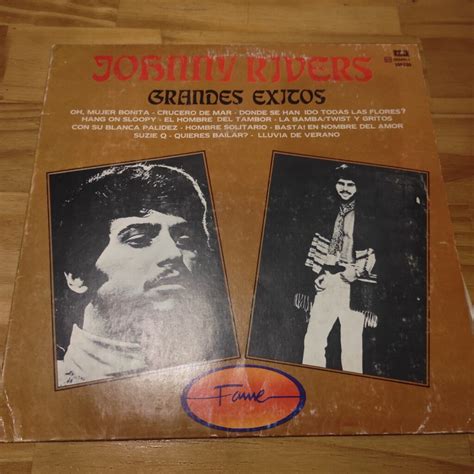 JOHNNY RIVERS
GRANDES EXITOS
OH, MUJER BONITA - CRUCERO DE MAR - DONDE SE HAN IDO TODAS LAS FLORES?
HANG ON SLOOPY - EL HOMBRE DEL TAMBOR - LA BAMBA/TWIST Y GRITOS
CON SU BLANCA PALIDEZ - HOMBRE SOLITARIO - BASTA! EN NOMBRE DEL AMOR
SUZIE Q - QUIERES BAILAR? - LLUVIA DE VERANO
Fame